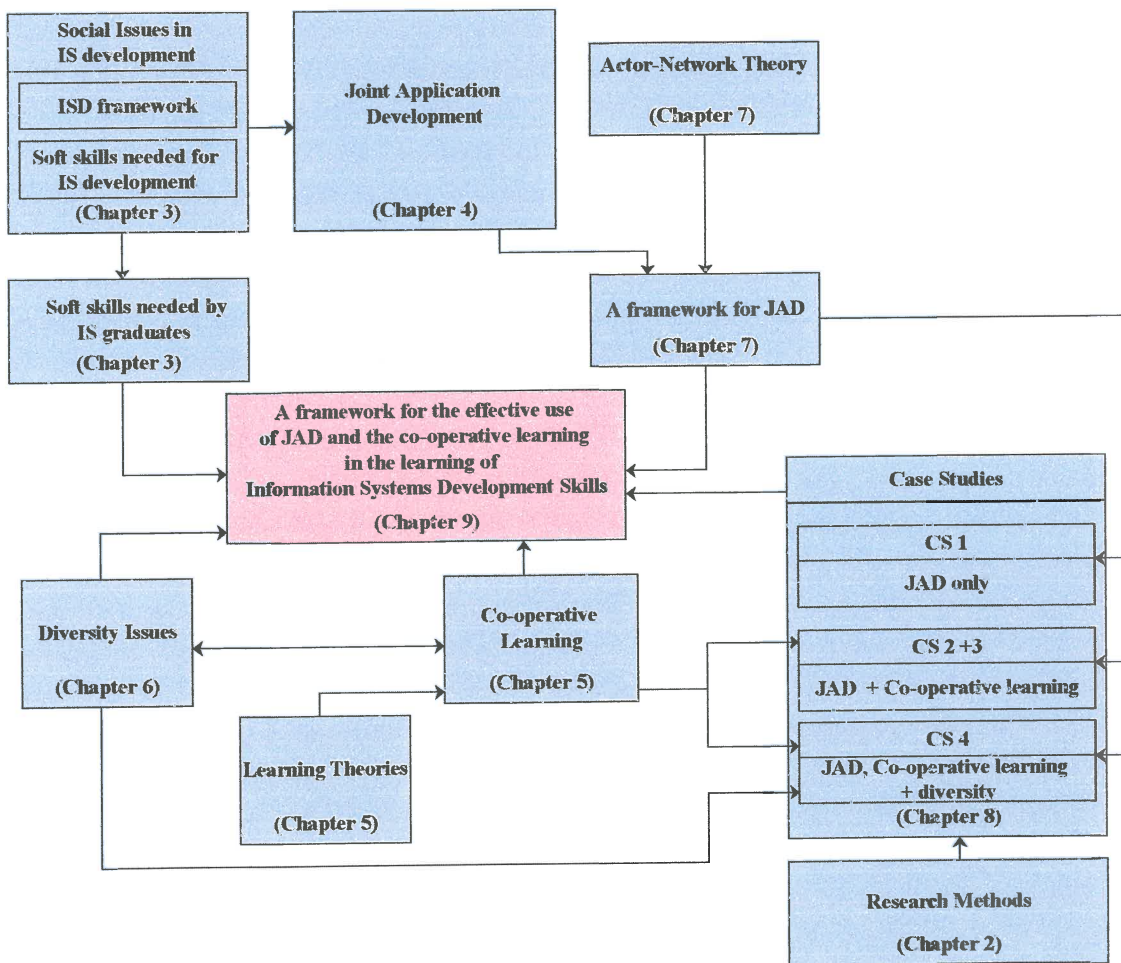 Social Issues in
IS development
ISD framework
Soft skills needed for
IS development
(Chapter 3)
Joint Application
Development
(Chapter 4)
Actor-Network Theory
(Chapter 7)
Soft skills needed by
IS graduates
(Chapter 3)
A framework for JAD
(Chapter 7)
A framework for the effective use
of JAD and the co-operative learning
in the learning of
Information Systems Development Skills
(Chapter 9)
Case Studies
CS 1
JAD only
CS 2 +3
JAD + Co-operative learning
CS 4
JAD, Co-operative learning
+ diversity
(Chapter 8)
Diversity Issues
(Chapter 6)
Co-operative
Learning
(Chapter 5)
Learning Theories
(Chapter 5)
Research Methods
(Chapter 2)